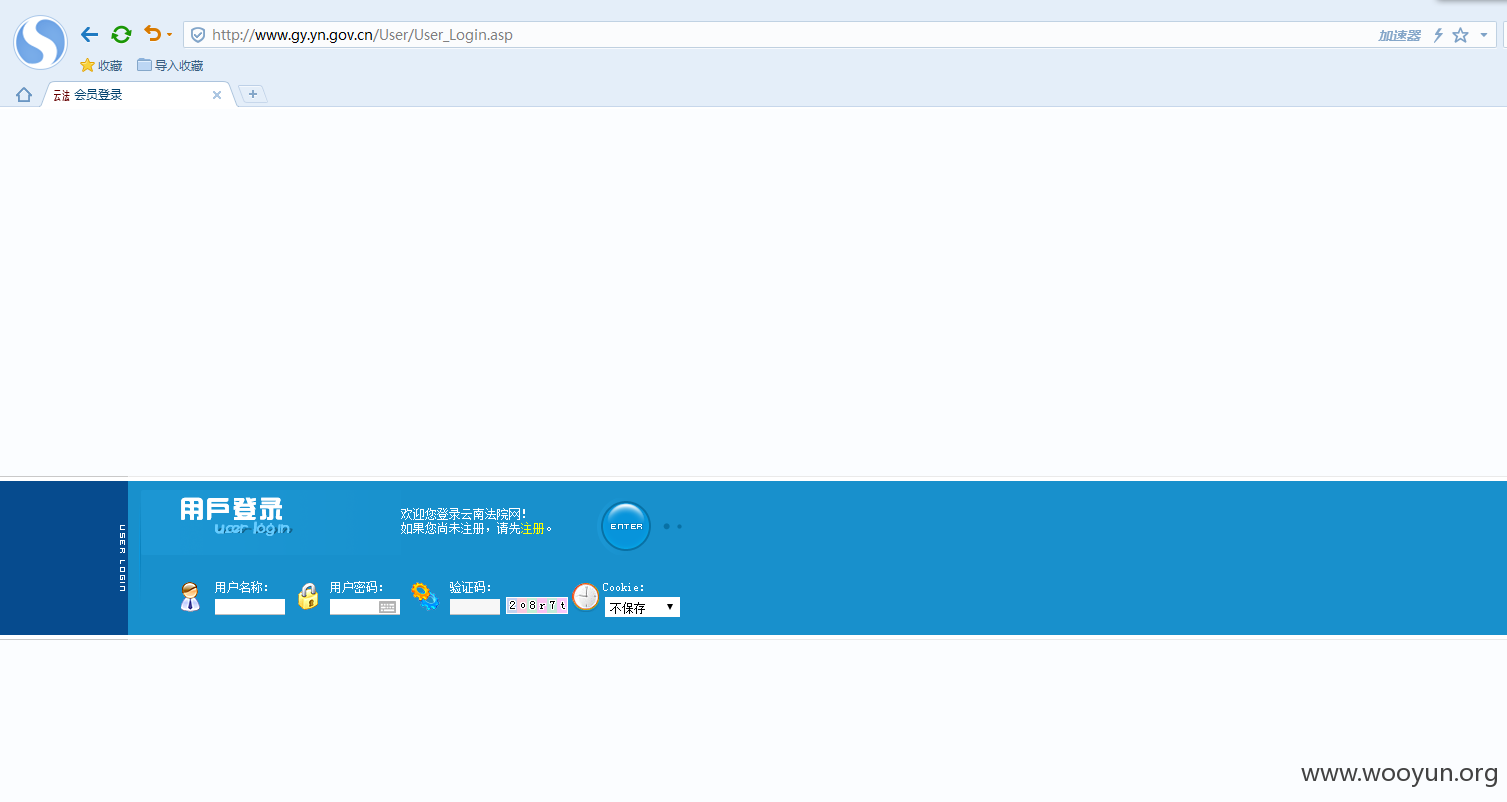 http://www.gy.yn.gov.cn/User/User_Login.asp
加速器
收藏
导入收藏
云法 会员登录
用戶登录
user login
欢迎您登录云南法院网!
如果您尚未注册,请先注册。
ENTER
USER LOGIN
用户名称:
用户密码:
验证码:
2o8r7t
Cookie:
不保存
www.wooyun.org